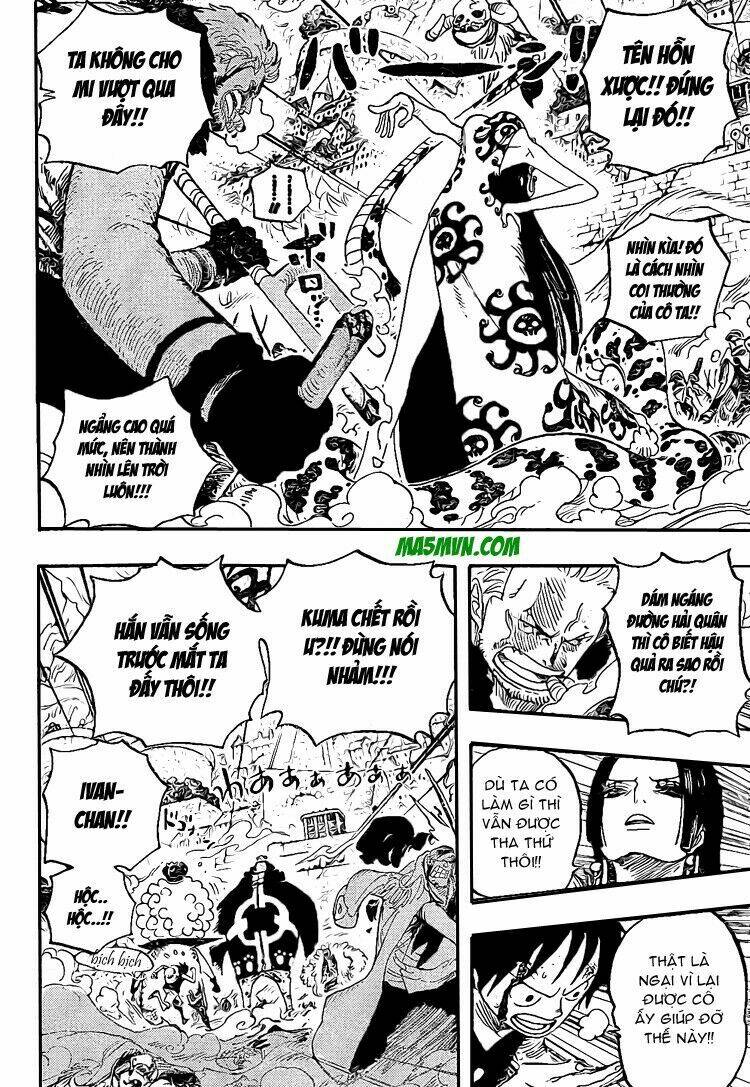 TÊN HỖN
XƯỢC!! ĐỨNG
LẠI ĐÓ!!
TA KHÔNG CHO
MI VƯỢT QUA
ĐÂY!!
NHÌN KÌA! ĐÓ
LÀ CÁCH NHÌN
COI THƯỜNG
CỦA CÔ TA!!
NGẨNG CAO QUÁ
MỨC, NÊN THÀNH
NHÌN LÊN TRỜI
LUÔN!!!
MASMVN.COM
DÁM NGÁNG
ĐƯỜNG HẢI QUÂN
THÌ CÔ BIẾT HẬU
QUẢ RA SAO RỒI
CHỨ?!
DÙ TA CÓ
LÀM GÌ THÌ
VẪN ĐƯỢC
THA THỨ
THÔI!!
THẬT LÀ
NGẠI VÌ LẠI
ĐƯỢC CÔ
ẤY GIÚP ĐỠ
THẾ NÀY!!
KUMA CHẾT RỒI
Ư?!! ĐỪNG NÓI
NHẢM!!!
HẮN VẪN SỐNG
TRƯỚC MẮT TA
ĐẤY THÔI!!
IVAN-
CHAN!!
HỘC..
HỘC..!!
bịch bịch